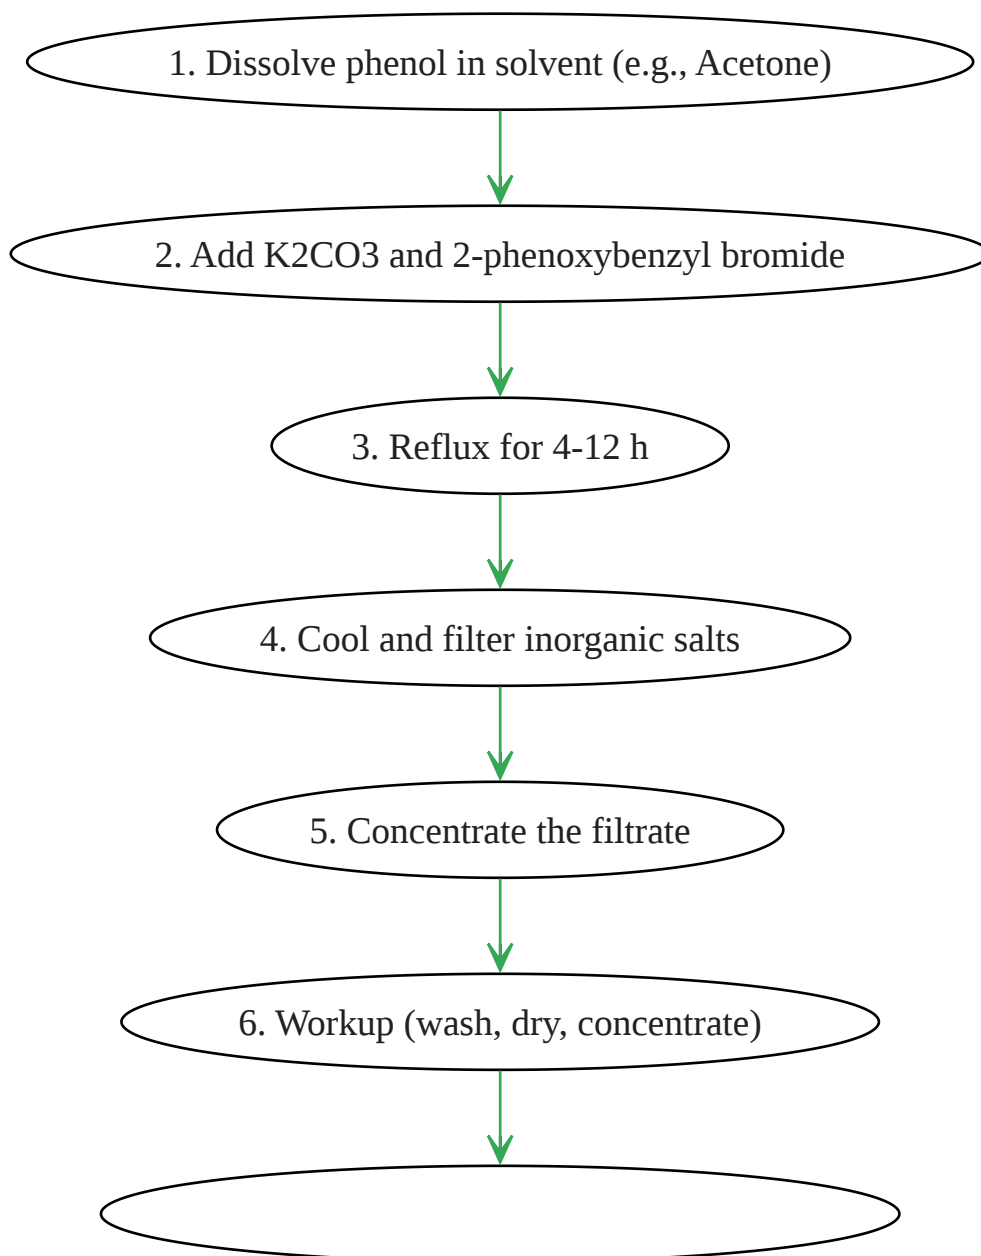 1. Dissolve phenol in solvent (e.g., Acetone)
2. Add K2CO3 and 2-phenoxybenzyl bromide
3. Reflux for 4-12 h
4. Cool and filter inorganic salts
5. Concentrate the filtrate
6. Workup (wash, dry, concentrate)